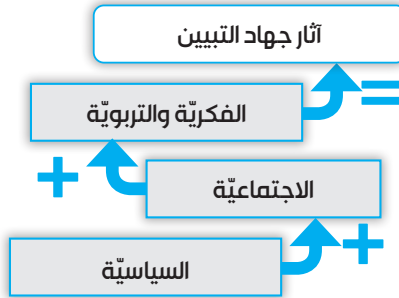 آثار جهاد التبيين
=
الفكريّة والتربويّة
+
الاجتماعيّة
+
السياسيّة